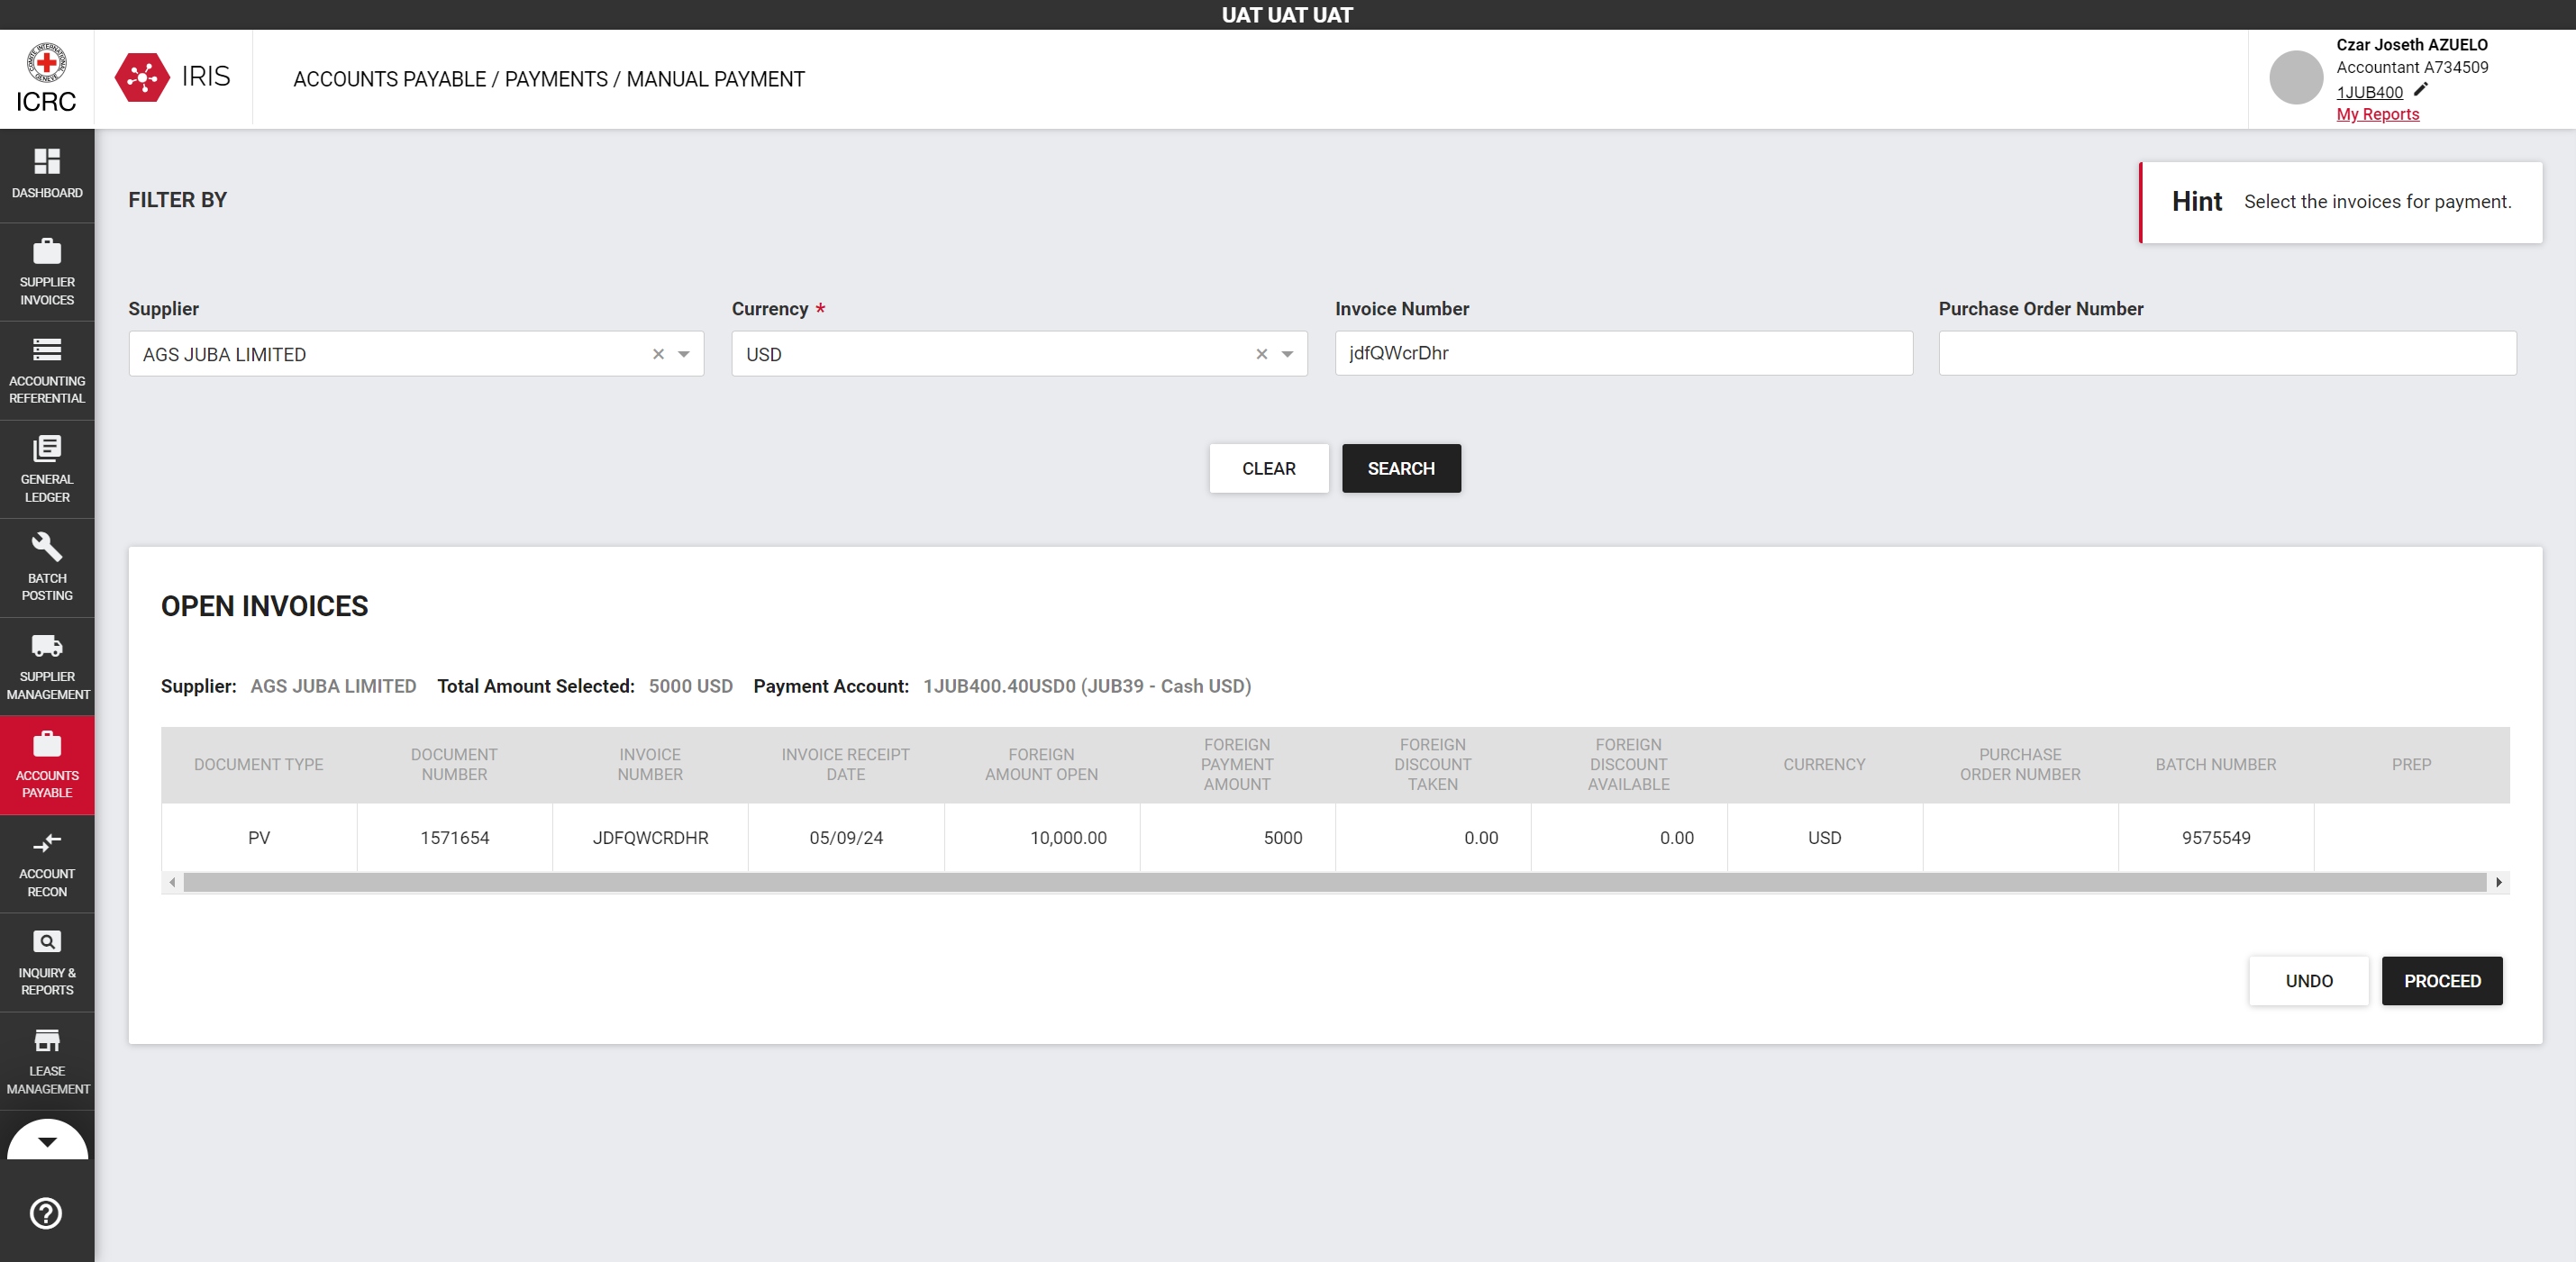 UAT UAT UAT
ICRC
IRIS
ACCOUNTS PAYABLE / PAYMENTS / MANUAL PAYMENT
Czar Joseth AZUELO
Accountant A734509
1JUB400
My Reports
DASHBOARD
SUPPLIER
INVOICES
ACCOUNTING
REFERENTIAL
GENERAL
LEDGER
BATCH
POSTING
SUPPLIER
MANAGEMENT
ACCOUNTS
PAYABLE
ACCOUNT
RECON
INQUIRY &
REPORTS
LEASE
MANAGEMENT
FILTER BY
Hint Select the invoices for payment.
Supplier
AGS JUBA LIMITED
Currency *
USD
Invoice Number
jdfQWcrDhr
Purchase Order Number
CLEAR
SEARCH
OPEN INVOICES
Supplier: AGS JUBA LIMITED Total Amount Selected: 5000 USD Payment Account: 1JUB400.40USD0 (JUB39 - Cash USD)
DOCUMENT TYPE
DOCUMENT
NUMBER
INVOICE
NUMBER
INVOICE RECEIPT
DATE
FOREIGN
AMOUNT OPEN
FOREIGN
PAYMENT
AMOUNT
FOREIGN
DISCOUNT
TAKEN
FOREIGN
DISCOUNT
AVAILABLE
CURRENCY
PURCHASE
ORDER NUMBER
BATCH NUMBER
PREP
PV 1571654 JDFQWCRDHR 05/09/24 10,000.00 5000 0.00 0.00 USD 9575549
UNDO
PROCEED